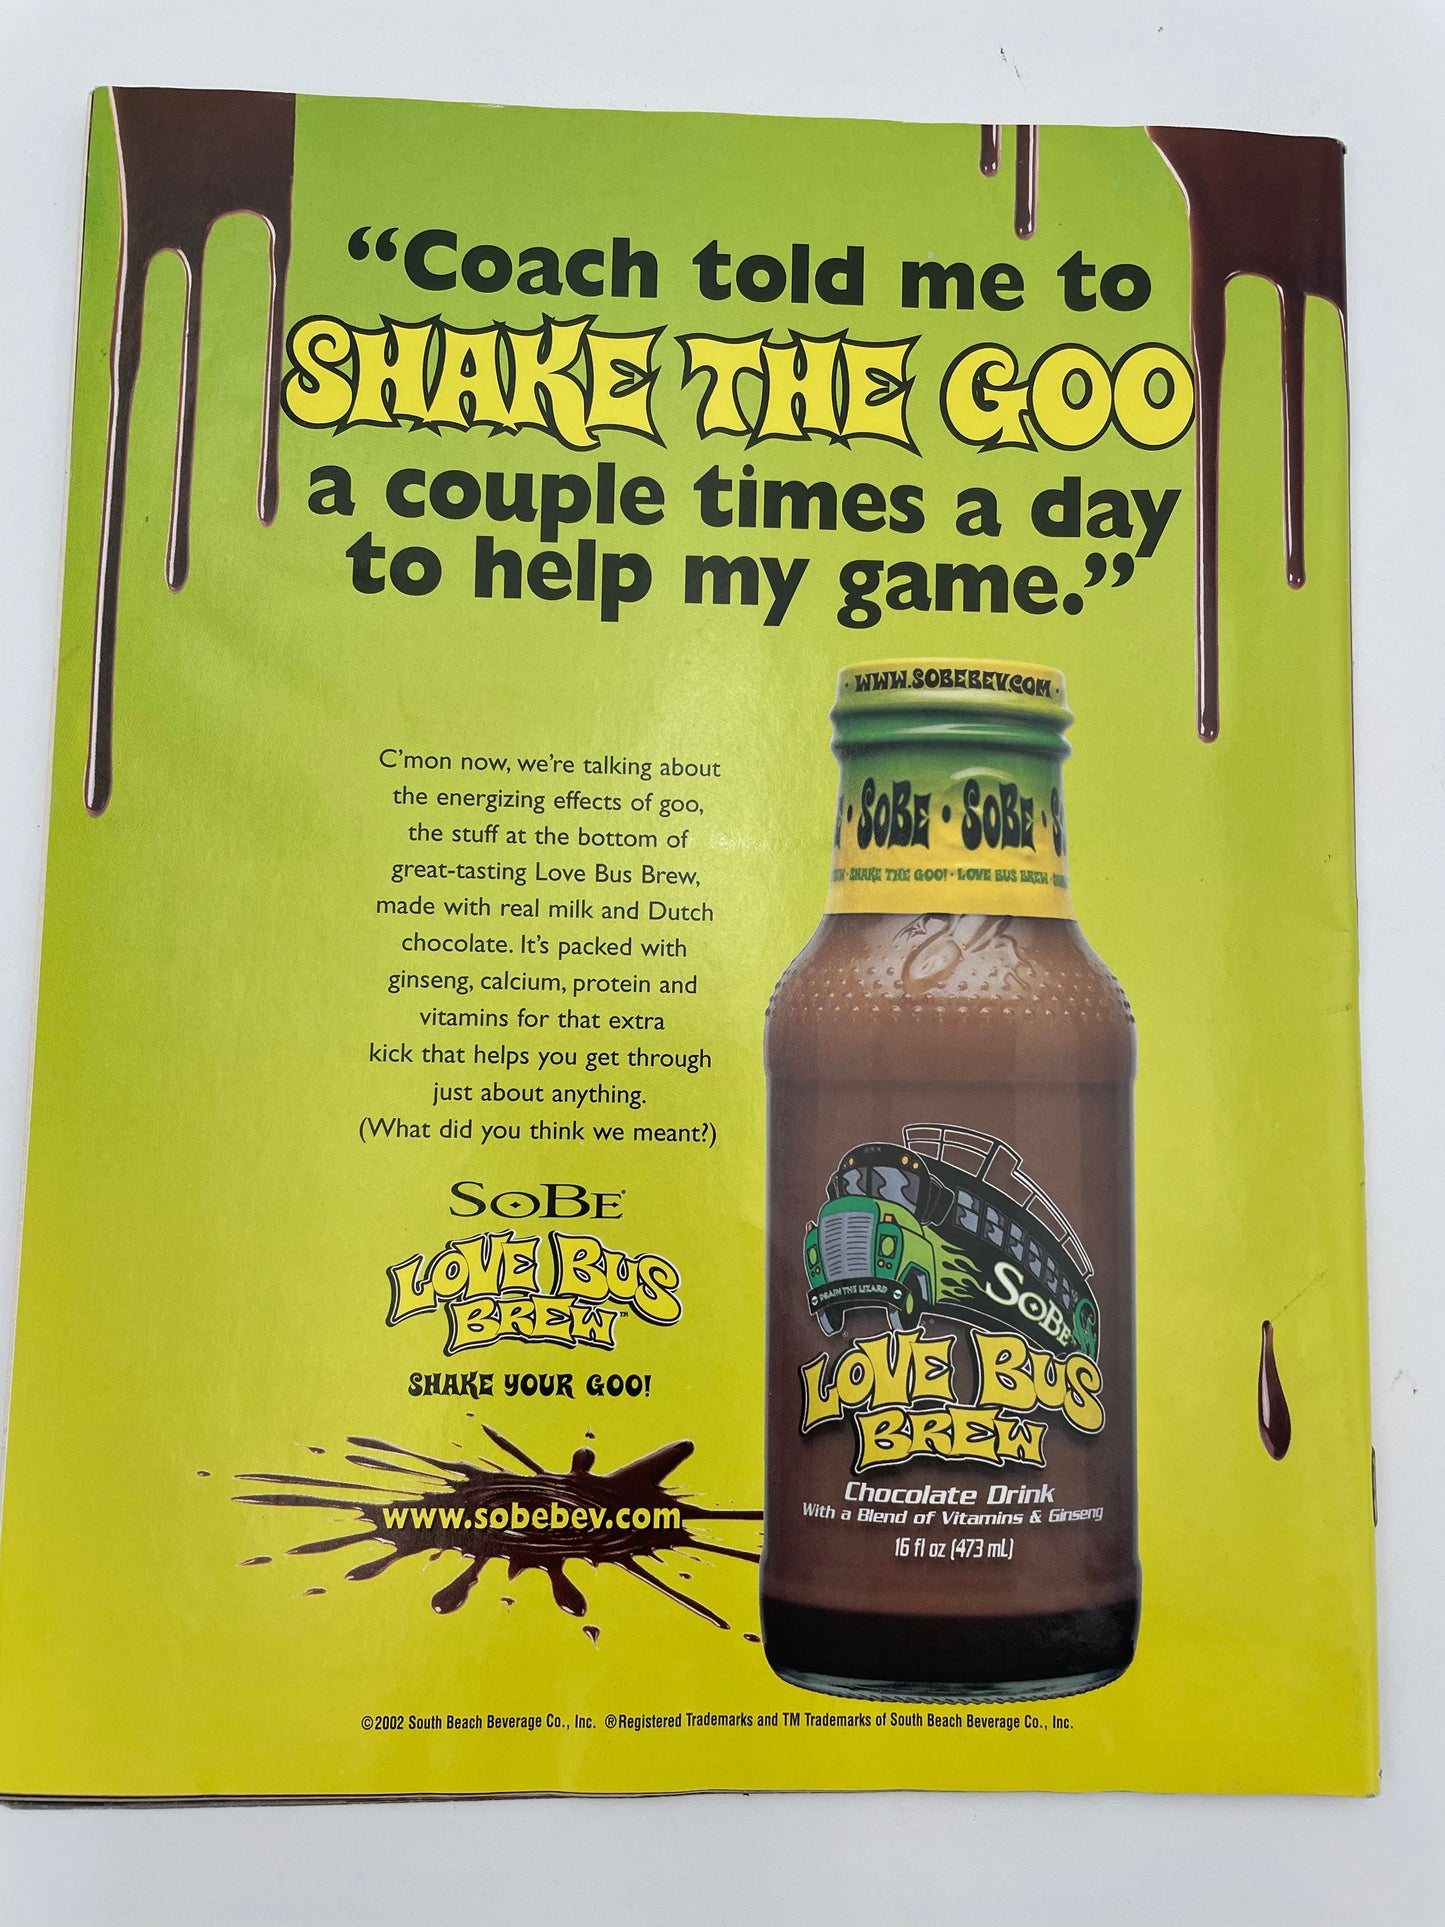 “Coach told me to
SHAKE THE GOO
a couple times a day
to help my game.”
WWW.SOBEBEV.COM
SOBE · SOBE
SHAKE THE GOO! · LOVE BUS BREW
C’mon now, we’re talking about
the energizing effects of goo,
the stuff at the bottom of
great-tasting Love Bus Brew,
made with real milk and Dutch
chocolate. It’s packed with
ginseng, calcium, protein and
vitamins for that extra
kick that helps you get through
just about anything.
(What did you think we meant?)
SOBE®
LOVE BUS
BREW™
SHAKE YOUR GOO!
www.sobebev.com
DRAIN THE LIZARD
SOBE
LOVE BUS
BREW
Chocolate Drink
With a Blend of Vitamins & Ginseng
16 fl oz (473 mL)
©2002 South Beach Beverage Co., Inc. ®Registered Trademarks and TM Trademarks of South Beach Beverage Co., Inc.